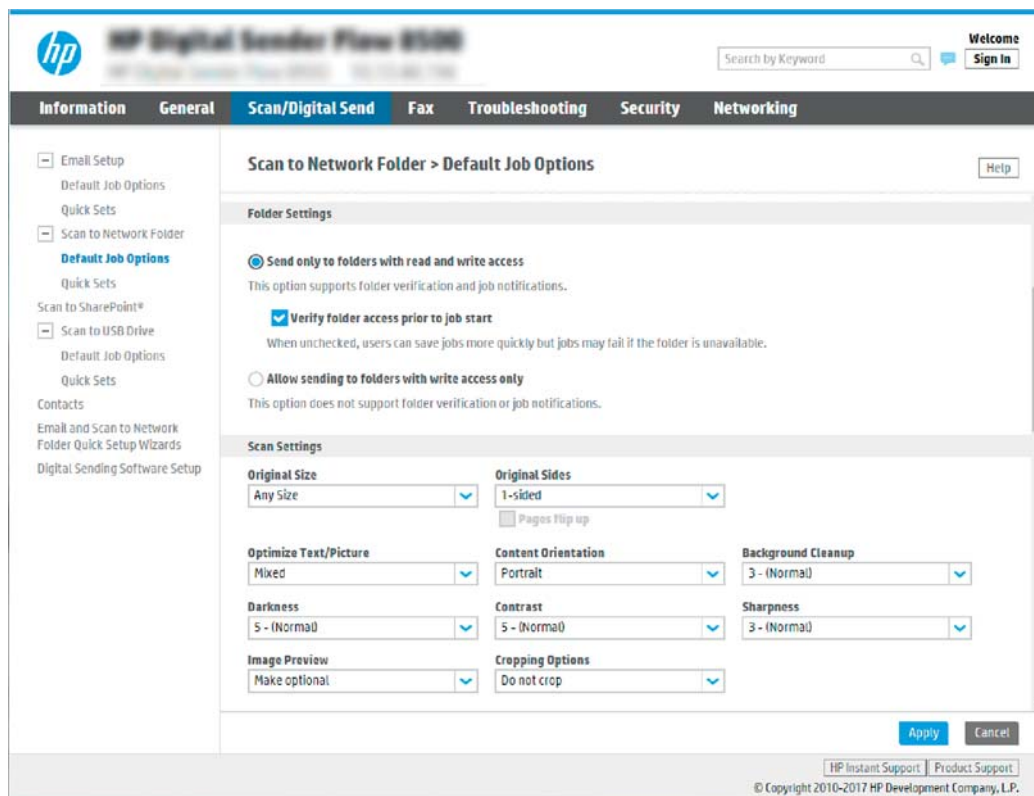 hp
HP Digital Sender Flow 8500
Welcome
Search by Keyword
Sign In
Information General Scan/Digital Send Fax Troubleshooting Security Networking
Email Setup
Default Job Options
Quick Sets
Scan to Network Folder
Default Job Options
Quick Sets
Scan to SharePoint®
Scan to USB Drive
Default Job Options
Quick Sets
Contacts
Email and Scan to Network
Folder Quick Setup Wizards
Digital Sending Software Setup
Scan to Network Folder > Default Job Options
Help
Folder Settings
Send only to folders with read and write access
This option supports folder verification and job notifications.
Verify folder access prior to job start
When unchecked, users can save jobs more quickly but jobs may fail if the folder is unavailable.
Allow sending to folders with write access only
This option does not support folder verification or job notifications.
Scan Settings
Original Size Original Sides
Any Size 1-sided
Pages flip up
Optimize Text/Picture Content Orientation Background Cleanup
Mixed Portrait 3 - (Normal)
Darkness Contrast Sharpness
5 - (Normal) 5 - (Normal) 3 - (Normal)
Image Preview Cropping Options
Make optional Do not crop
Apply Cancel
HP Instant Support Product Support
© Copyright 2010-2017 HP Development Company, L.P.